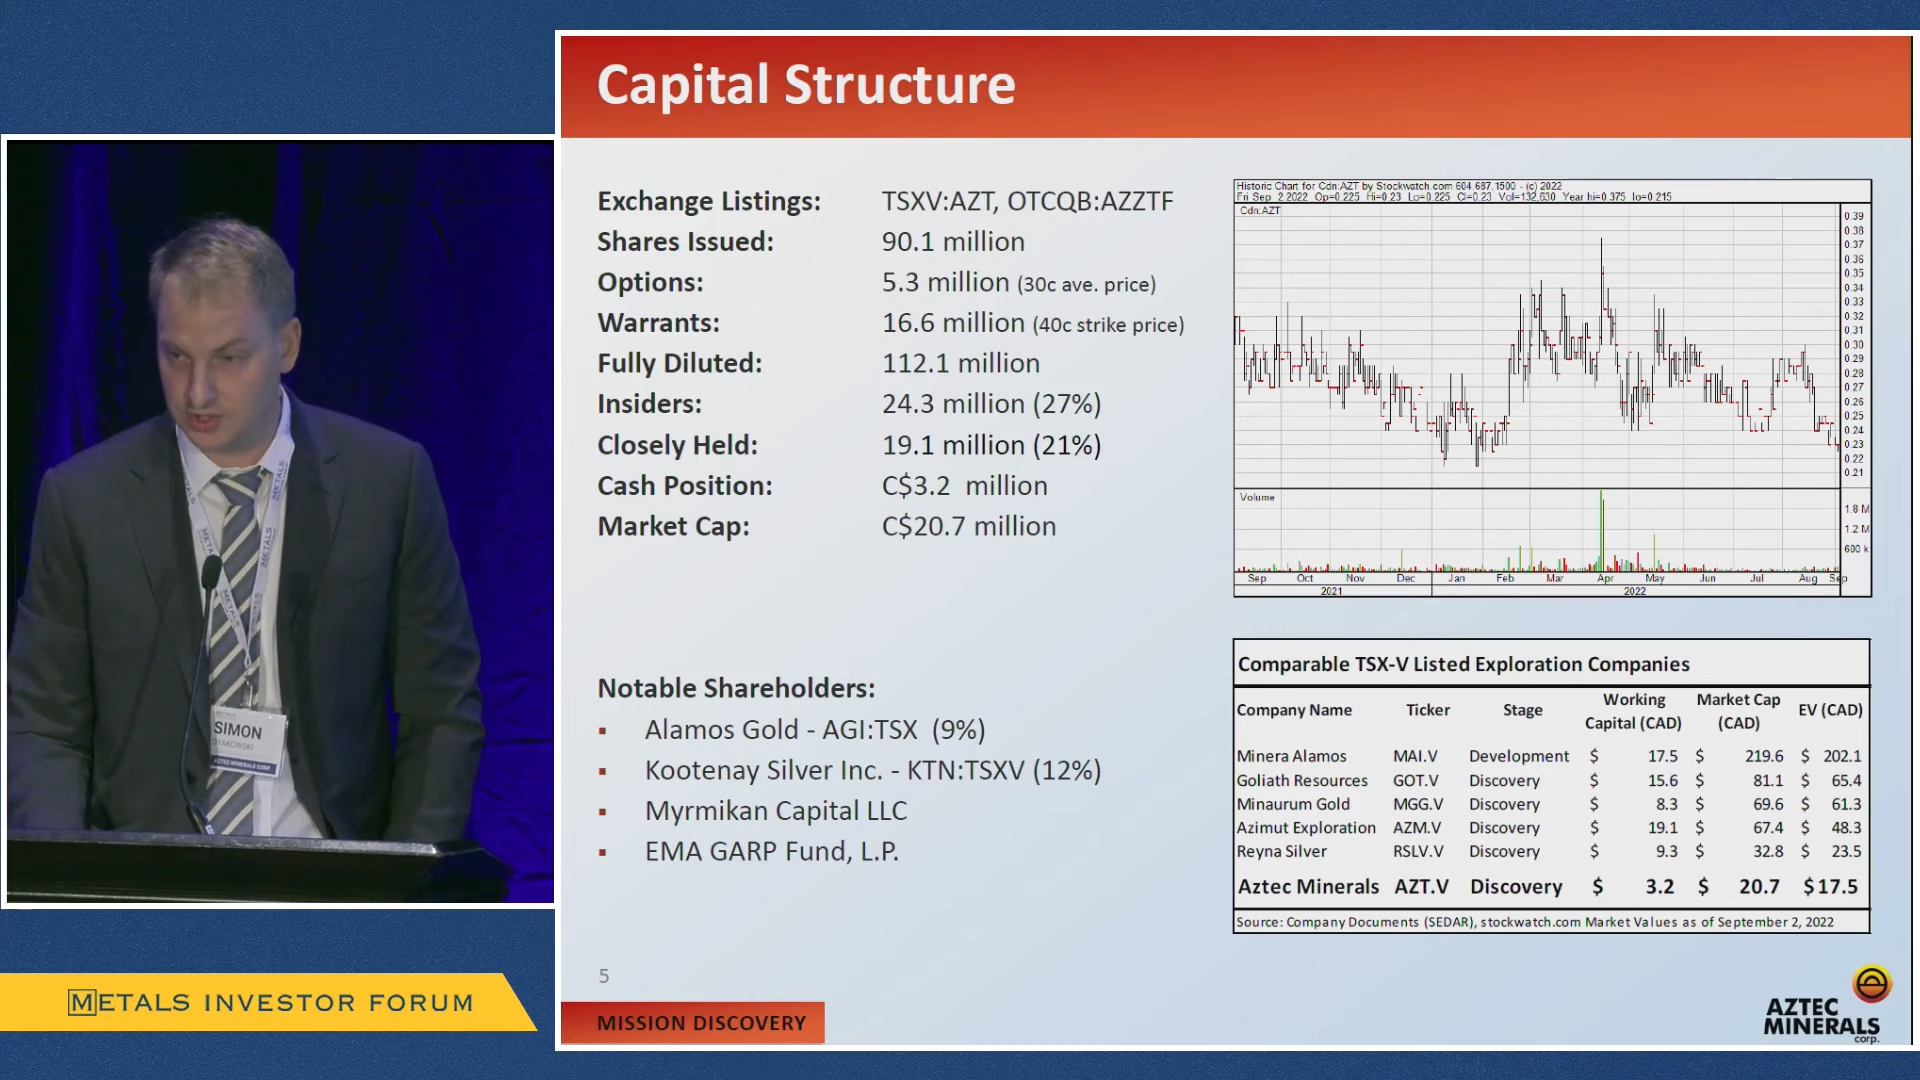 Capital Structure
Exchange Listings: TSXV:AZT, OTCQB:AZZTF
Shares Issued: 90.1 million
Options: 5.3 million (30c ave. price)
Warrants: 16.6 million (40c strike price)
Fully Diluted: 112.1 million
Insiders: 24.3 million (27%)
Closely Held: 19.1 million (21%)
Cash Position: C$3.2 million
Market Cap: C$20.7 million
Notable Shareholders:
▪ Alamos Gold - AGI:TSX (9%)
▪ Kootenay Silver Inc. - KTN:TSXV (12%)
▪ Myrmikan Capital LLC
▪ EMA GARP Fund, L.P.
5
MISSION DISCOVERY
Historic Chart for Cdn:AZT by Stockwatch.com 604.687.1500 - (c) 2022
Fri Sep 2 2022 Op=0.225 Hi=0.23 Lo=0.225 Cl=0.23 Vol=132,630 Year hi=0.375 lo=0.215
Cdn:AZT
0.39
0.38
0.37
0.36
0.35
0.34
0.33
0.32
0.31
0.30
0.29
0.28
0.27
0.26
0.25
0.24
0.23
0.22
0.21
Volume
1.8 M
1.2 M
600 k
Sep Oct Nov Dec Jan Feb Mar Apr May Jun Jul Aug Sep
2021 2022
Comparable TSX-V Listed Exploration Companies
Company Name Ticker Stage Working Capital (CAD) Market Cap (CAD) EV (CAD)
Minera Alamos MAI.V Development $ 17.5 $ 219.6 $ 202.1
Goliath Resources GOT.V Discovery $ 15.6 $ 81.1 $ 65.4
Minaurum Gold MGG.V Discovery $ 8.3 $ 69.6 $ 61.3
Azimut Exploration AZM.V Discovery $ 19.1 $ 67.4 $ 48.3
Reyna Silver RSLV.V Discovery $ 9.3 $ 32.8 $ 23.5
Aztec Minerals AZT.V Discovery $ 3.2 $ 20.7 $17.5
Source: Company Documents (SEDAR), stockwatch.com Market Values as of September 2, 2022
AZTEC
MINERALS
corp.
METALS
METALS
SIMON
AZTEC MINERALS CORP
METALS INVESTOR FORUM